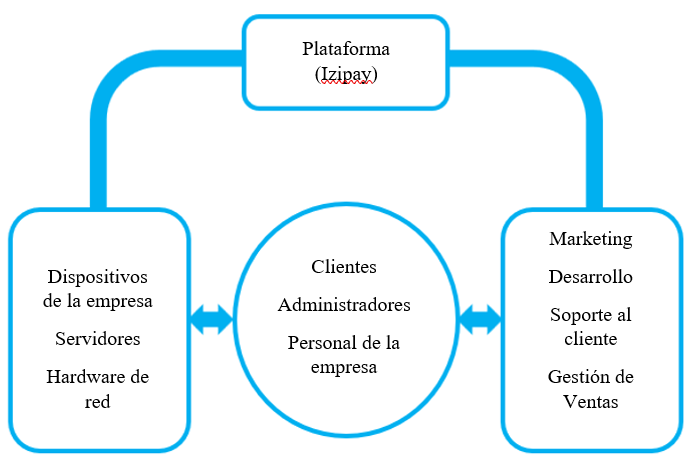 Plataforma
(Izipay)
Dispositivos
de la empresa
Servidores
Hardware de
red
Clientes
Administradores
Personal de la
empresa
Marketing
Desarrollo
Soporte al
cliente
Gestión de
Ventas